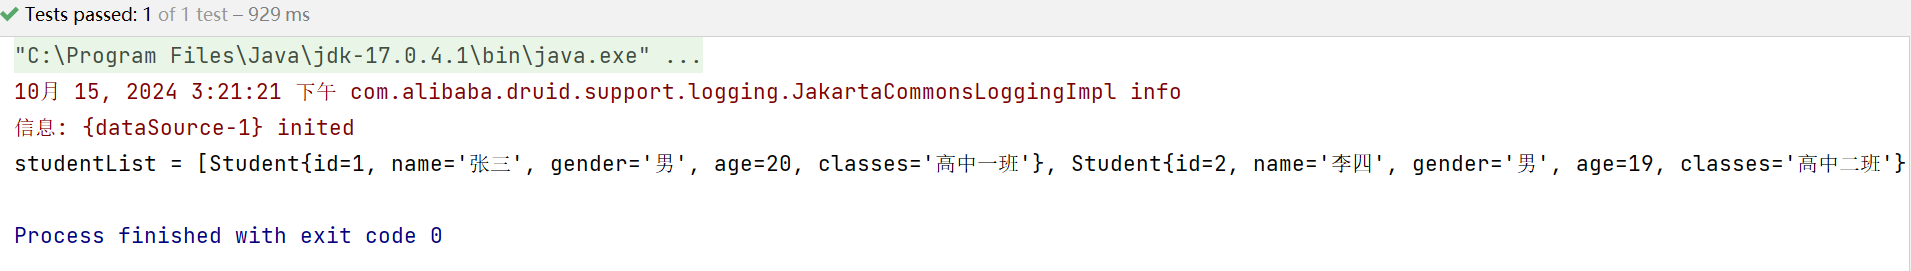 Tests passed: 1 of 1 test – 929 ms
"C:\Program Files\Java\jdk-17.0.4.1\bin\java.exe" ...
10月 15, 2024 3:21:21 下午 com.alibaba.druid.support.logging.JakartaCommonsLoggingImpl info
信息: {dataSource-1} inited
studentList = [Student{id=1, name='张三', gender='男', age=20, classes='高中一班'}, Student{id=2, name='李四', gender='男', age=19, classes='高中二班'}
Process finished with exit code 0